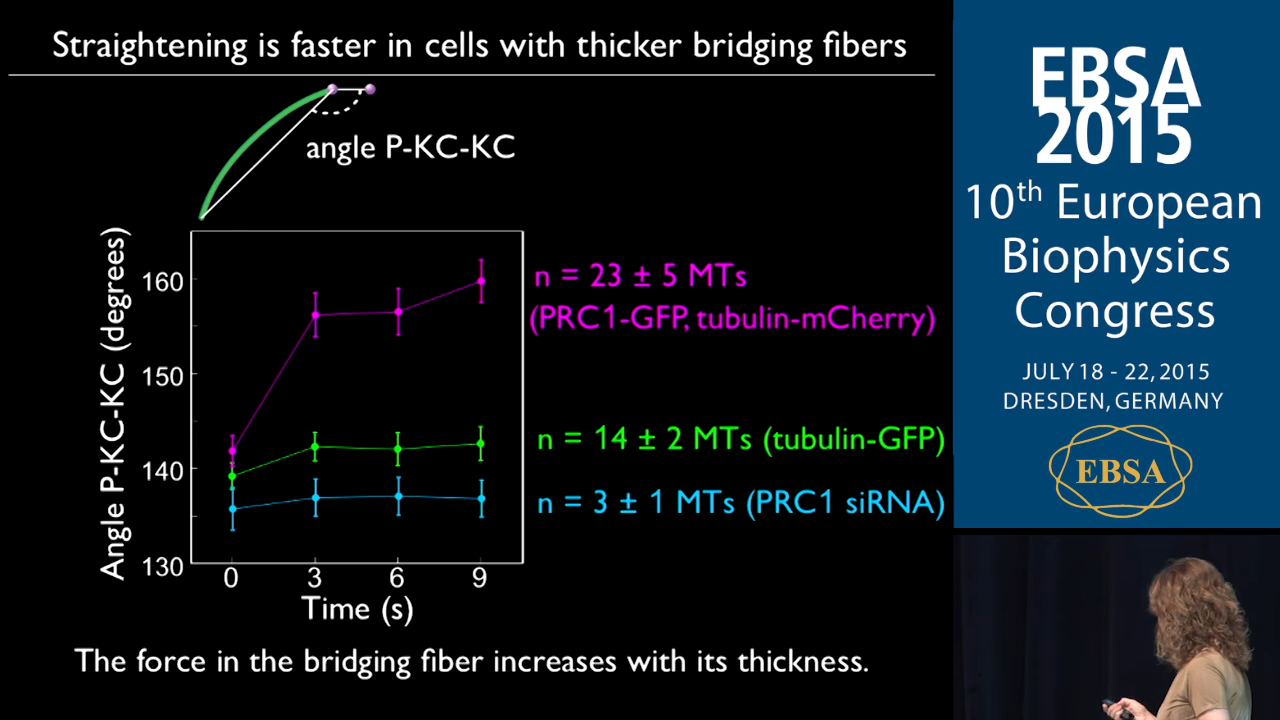 Straightening is faster in cells with thicker bridging fibers
angle P-KC-KC
Angle P-KC-KC (degrees)
160
150
140
130
0 3 6 9
Time (s)
n = 23 ± 5 MTs
(PRC1-GFP, tubulin-mCherry)
n = 14 ± 2 MTs (tubulin-GFP)
n = 3 ± 1 MTs (PRC1 siRNA)
The force in the bridging fiber increases with its thickness.
EBSA
2015
10th European
Biophysics
Congress
JULY 18 - 22, 2015
DRESDEN, GERMANY
EBSA